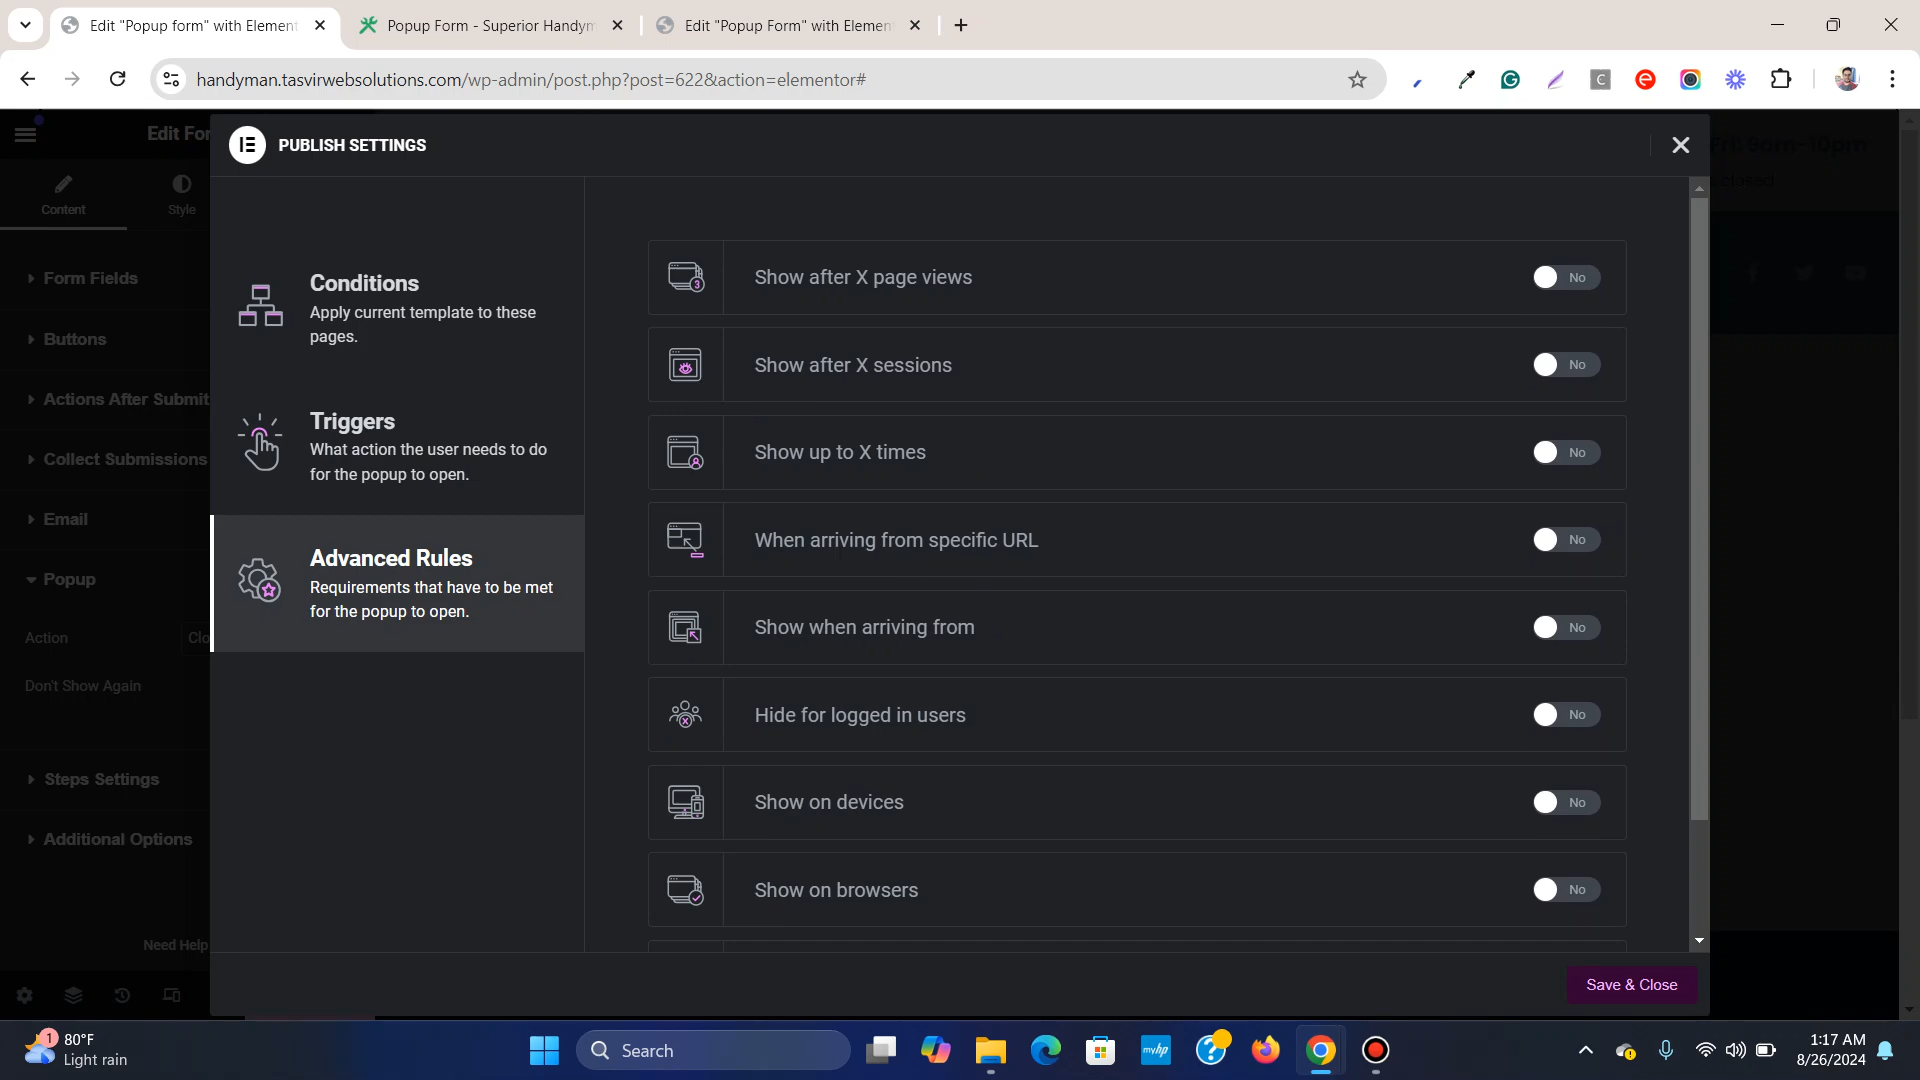 Edit "Popup form" with Element
Popup Form - Superior Handym
Edit "Popup Form" with Elemen
handyman.tasvirwebsolutions.com/wp-admin/post.php?post=622&action=elementor#
Edit For
PUBLISH SETTINGS
Fri: 9am-10pm
closed
Content
Style
Form Fields
Buttons
Actions After Submit
Collect Submissions
Email
Popup
Action
Clo
Don't Show Again
Steps Settings
Additional Options
Need Help
Conditions
Apply current template to these
pages.
Triggers
What action the user needs to do
for the popup to open.
Advanced Rules
Requirements that have to be met
for the popup to open.
Show after X page views
No
Show after X sessions
No
Show up to X times
No
When arriving from specific URL
No
Show when arriving from
No
Hide for logged in users
No
Show on devices
No
Show on browsers
No
Save & Close
1
80°F
Light rain
Search
myhp
1:17 AM
8/26/2024